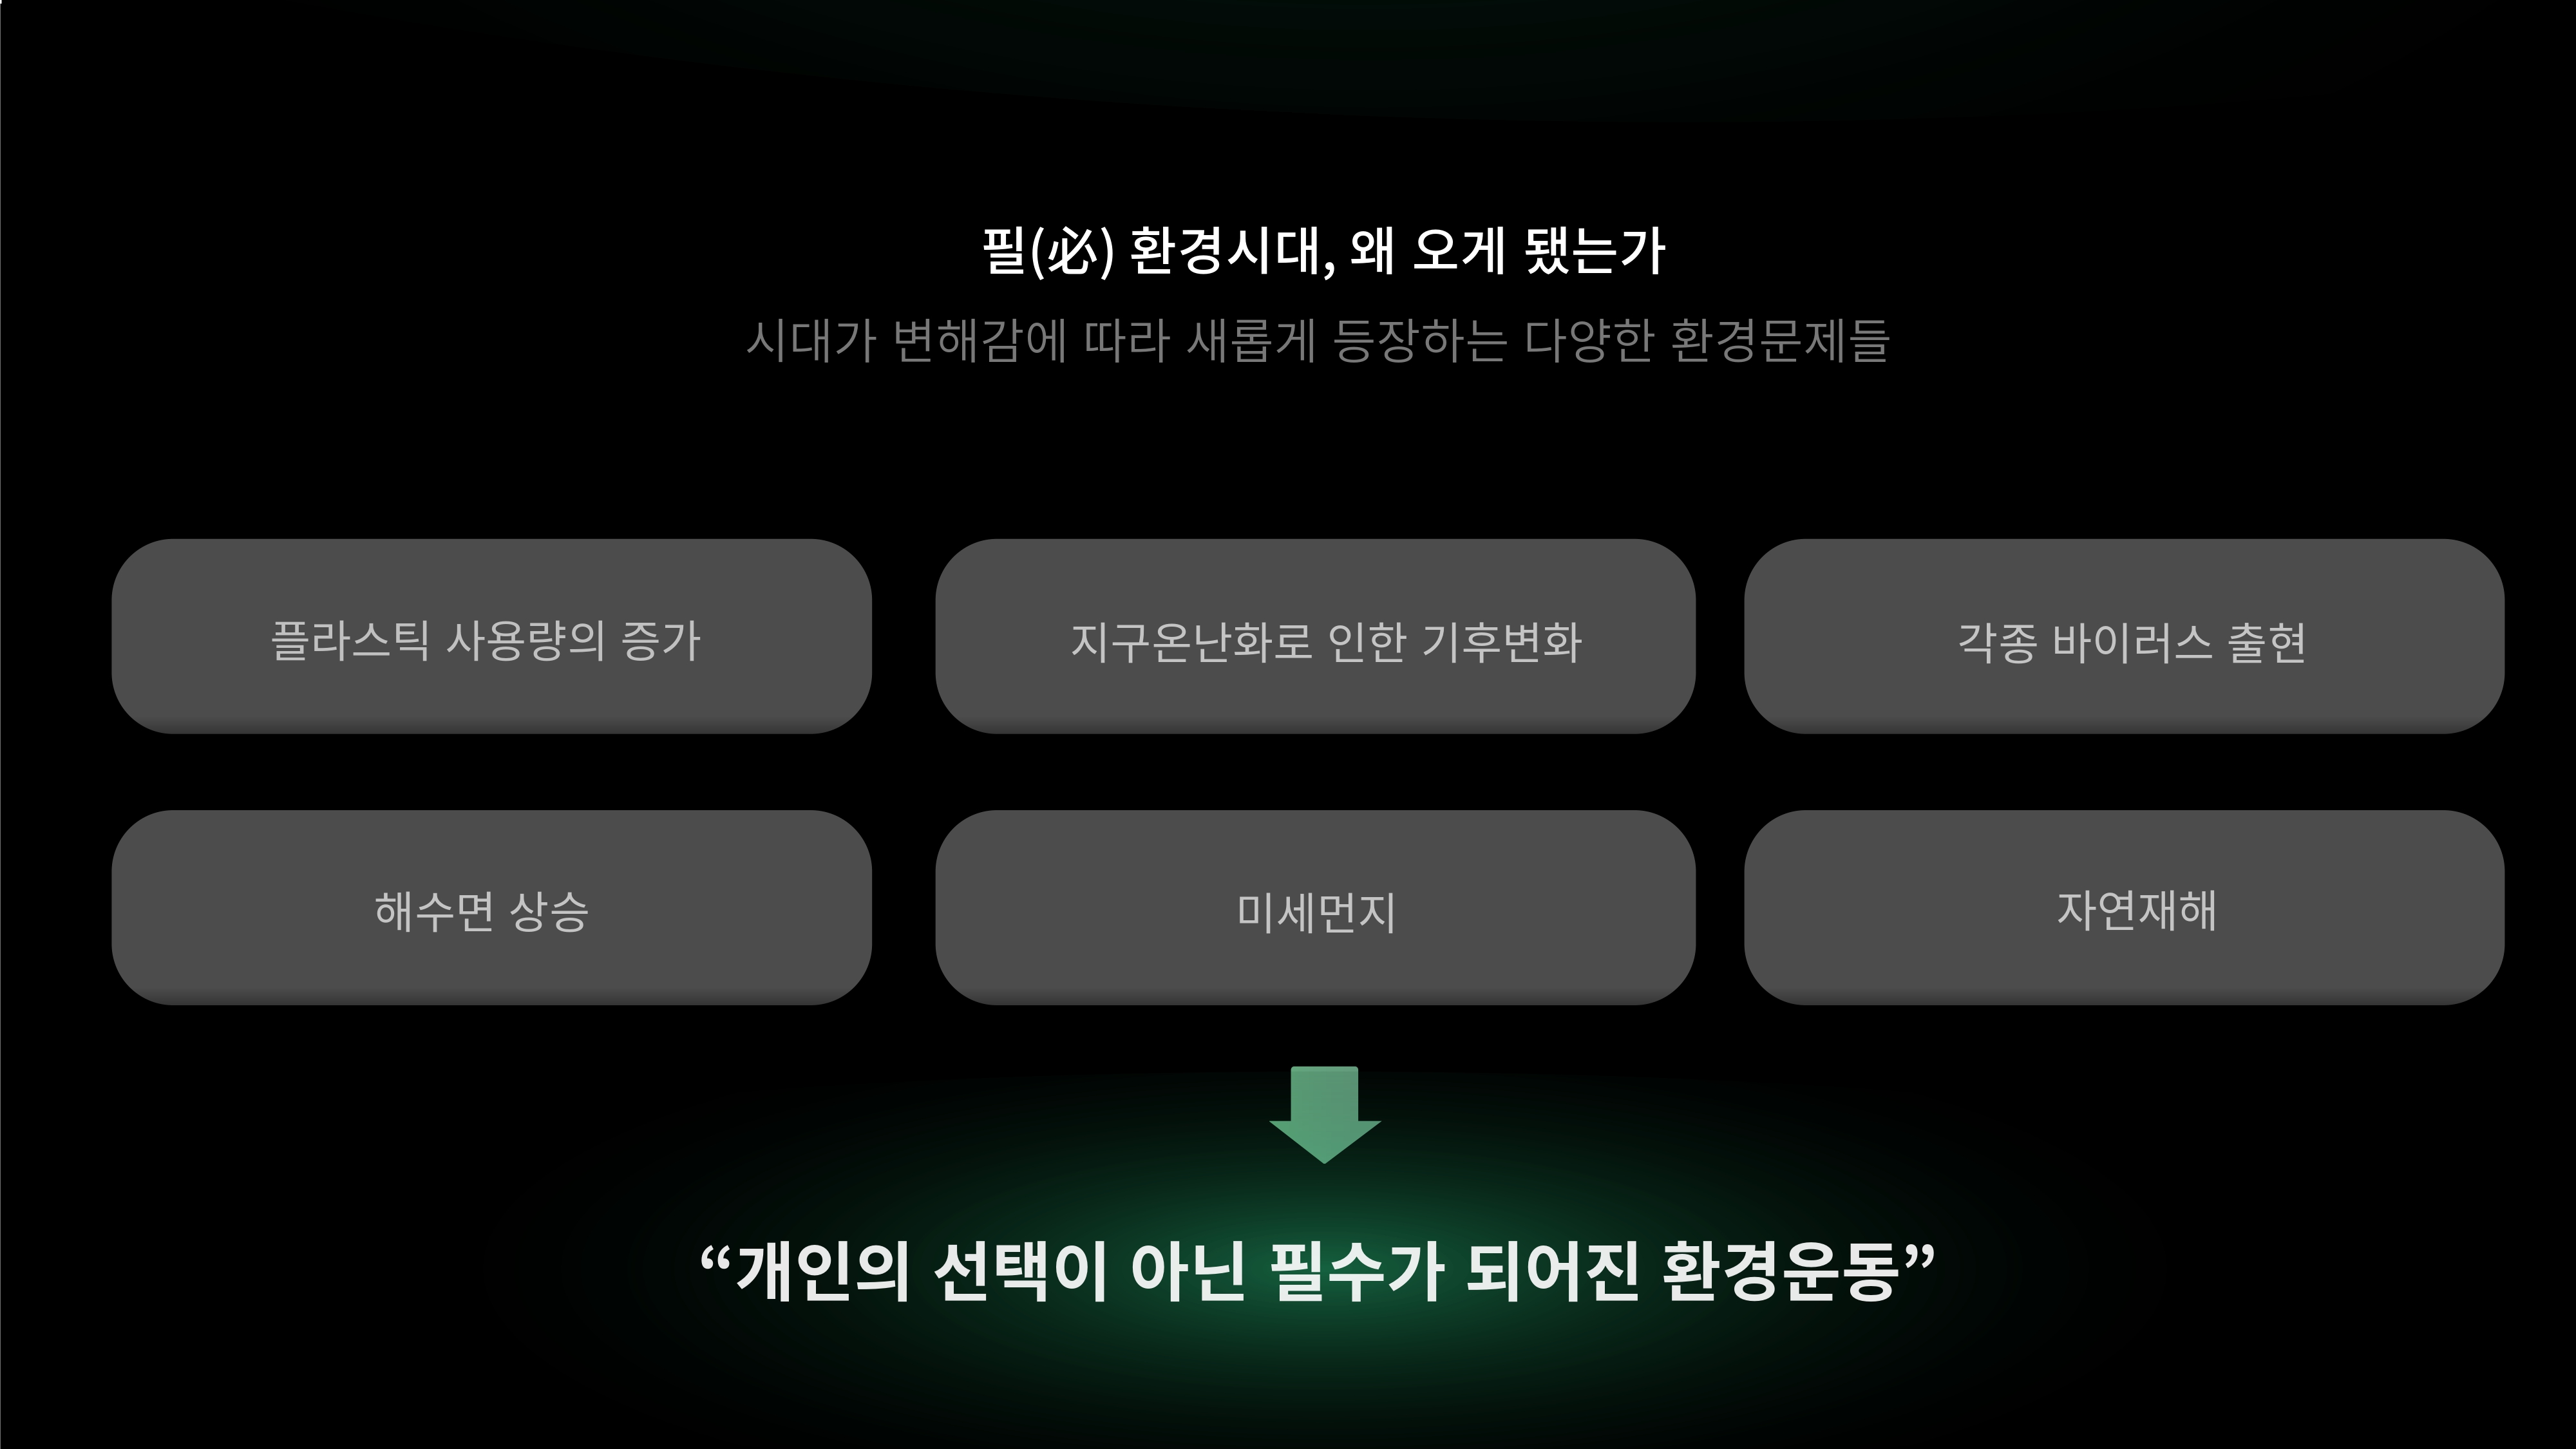 필(必) 환경시대, 왜 오게 됐는가
시대가 변해감에 따라 새롭게 등장하는 다양한 환경문제들
플라스틱 사용량의 증가
지구온난화로 인한 기후변화
각종 바이러스 출현
해수면 상승
미세먼지
자연재해
“개인의 선택이 아닌 필수가 되어진 환경운동”